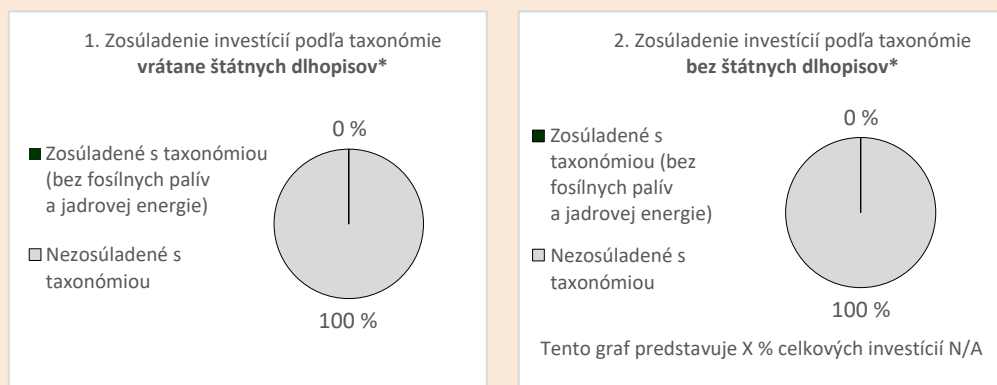 1. Zosúladenie investícií podľa taxonómie
vrátane štátnych dlhopisov*
0 %
Zosúladené s taxonómiou
(bez fosílnych palív
a jadrovej energie)
Nezosúladené s
taxonómiou
100 %
2. Zosúladenie investícií podľa taxonómie
bez štátnych dlhopisov*
0 %
Zosúladené s
taxonómiou (bez
fosílnych palív
a jadrovej energie)
Nezosúladené s
taxonómiou
100 %
Tento graf predstavuje X % celkových investícií N/A